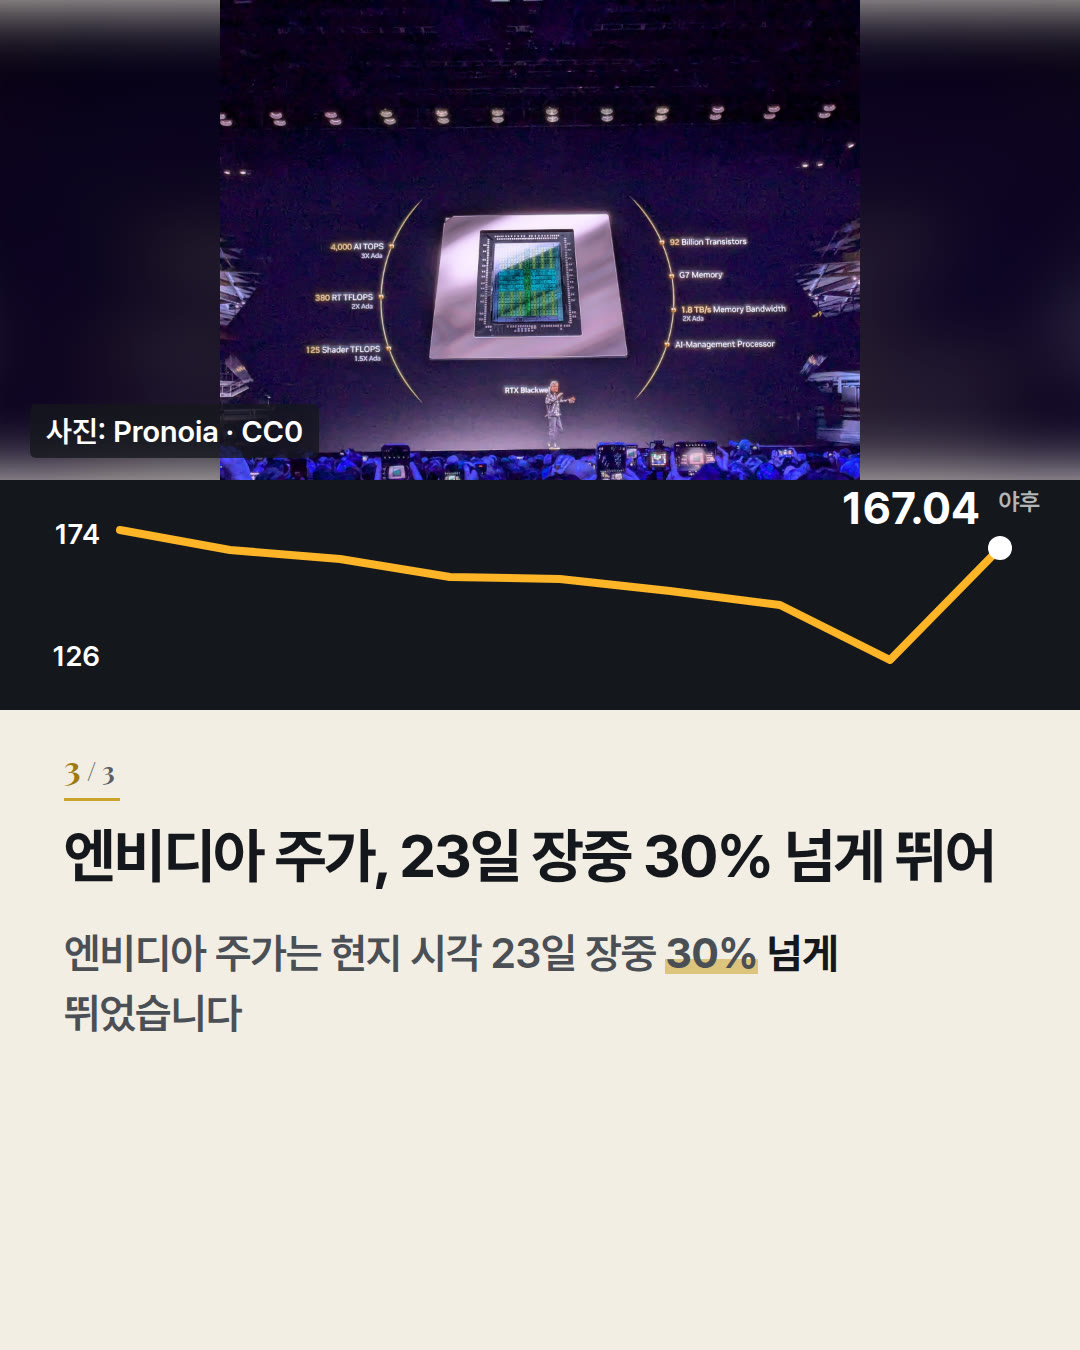 4,000 AI TOPS
3X Ada
380 RT TFLOPS
2X Ada
125 Shader TFLOPS
1.5X Ada
92 Billion Transistors
G7 Memory
1.8 TB/s Memory Bandwidth
2X Ada
AI-Management Processor
RTX Blackwel
사진: Pronoia · CC0
167.04 야후
174
126
3 / 3
엔비디아 주가, 23일 장중 30% 넘게 뛰어
엔비디아 주가는 현지 시각 23일 장중 30% 넘게
뛰었습니다